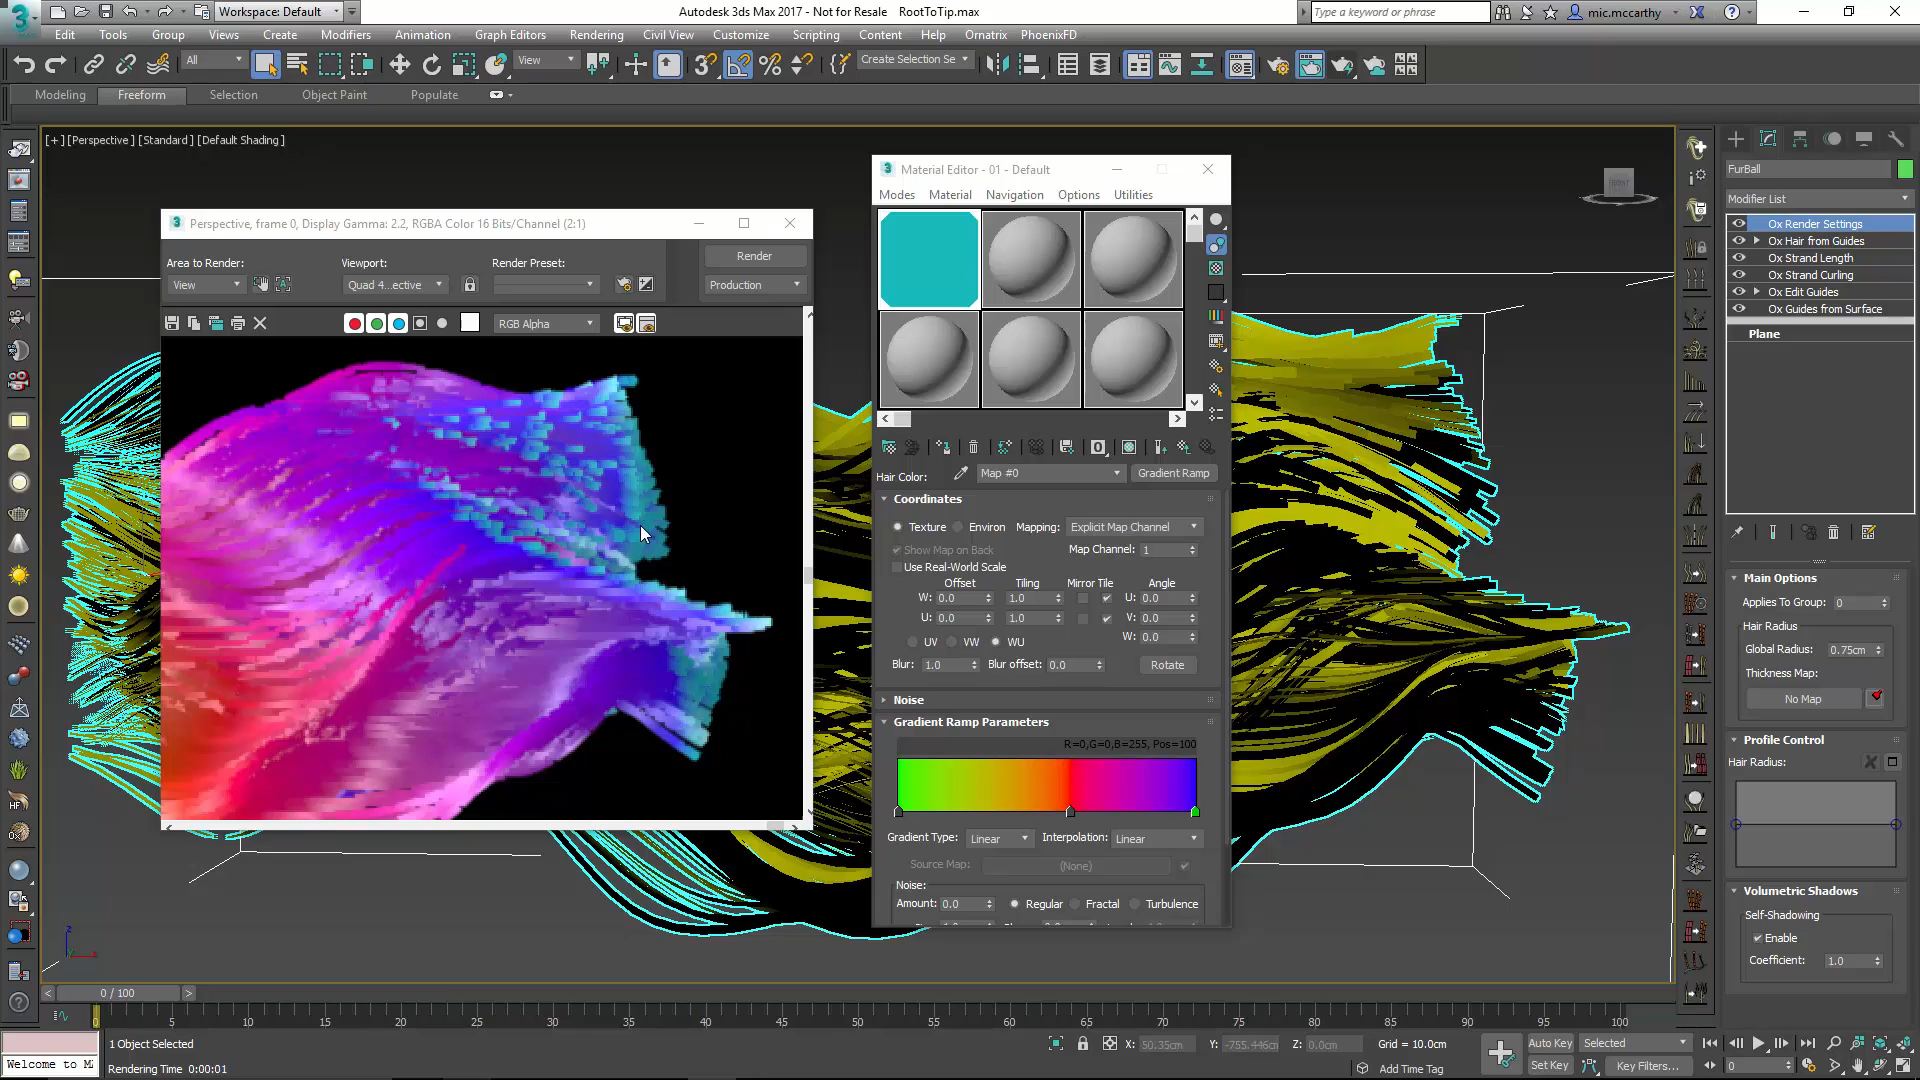 Workspace: Default
Autodesk 3ds Max 2017 - Not for Resale RootToTip.max
Type a keyword or phrase
mic.mccarthy
Edit Tools Group Views Create Modifiers Animation Graph Editors Rendering Civil View Customize Scripting Content Help Ornatrix PhoenixFD
All View Create Selection Se
Modeling Freeform Selection Object Paint Populate
[+] [Perspective ] [Standard ] [Default Shading ]
Perspective, frame 0, Display Gamma: 2.2, RGBA Color 16 Bits/Channel (2:1)
Area to Render: Viewport: Render Preset: Render
View Quad 4...ective Production
RGB Alpha
Material Editor - 01 - Default
Modes Material Navigation Options Utilities
Hair Color: Map #0 Gradient Ramp
Coordinates
Texture Environ Mapping: Explicit Map Channel
Show Map on Back Map Channel: 1
Use Real-World Scale
Offset Tiling Mirror Tile Angle
W: 0.0 1.0 U: 0.0
U: 0.0 1.0 V: 0.0
UV VW WU W: 0.0
Blur: 1.0 Blur offset: 0.0 Rotate
Noise
Gradient Ramp Parameters
R=0,G=0,B=255, Pos=100
Gradient Type: Linear Interpolation: Linear
Source Map: (None)
Noise:
Amount: 0.0 Regular Fractal Turbulence
FRONT
FurBall
Modifier List
Ox Render Settings
Ox Hair from Guides
Ox Strand Length
Ox Strand Curling
Ox Edit Guides
Ox Guides from Surface
Plane
Main Options
Applies To Group: 0
Hair Radius
Global Radius: 0.75cm
Thickness Map:
No Map
Profile Control
Hair Radius:
Volumetric Shadows
Self-Shadowing
Enable
Coefficient: 1.0
HF
z
x
0 / 100
0 5 10 15 20 25 30 35 40 45 50 55 60 65 70 75 80 85 90 95 100
1 Object Selected
X: 50.35cm Y: -755.446cm Z: 0.0cm Grid = 10.0cm
Auto Key Selected
Welcome to M
Rendering Time 0:00:01
Add Time Tag
Set Key Key Filters... 0